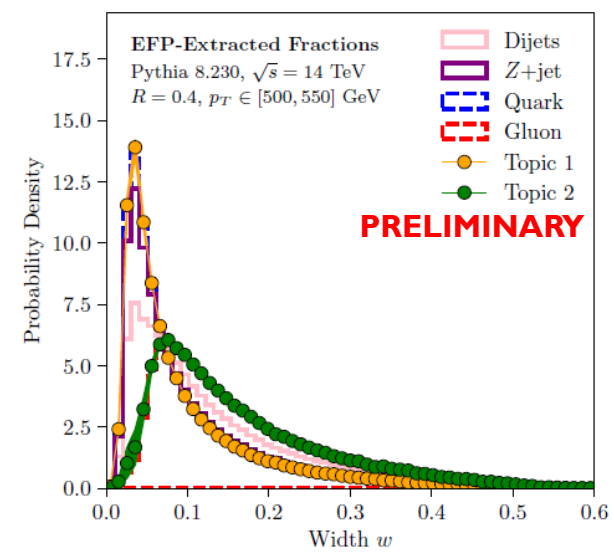 EFP-Extracted Fractions
Pythia 8.230, √s = 14 TeV
R = 0.4, p_T ∈ [500, 550] GeV
Dijets
Z+jet
Quark
Gluon
Topic 1
Topic 2
PRELIMINARY
Probability Density
17.5
15.0
12.5
10.0
7.5
5.0
2.5
0.0
0.0 0.1 0.2 0.3 0.4 0.5 0.6
Width w